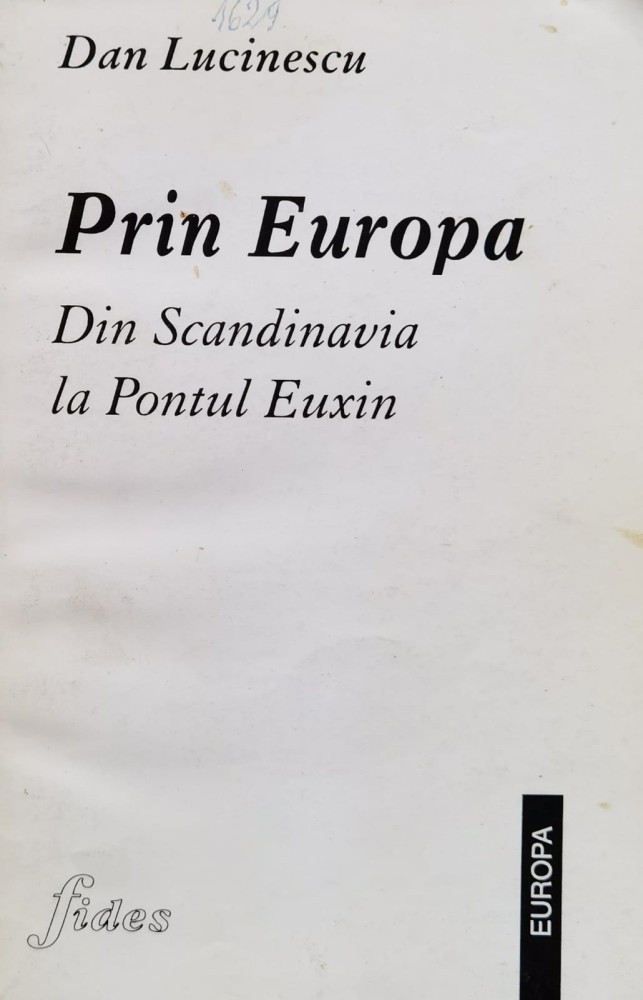 1629
Dan Lucinescu
Prin Europa
Din Scandinavia
la Pontul Euxin
fides
EUROPA